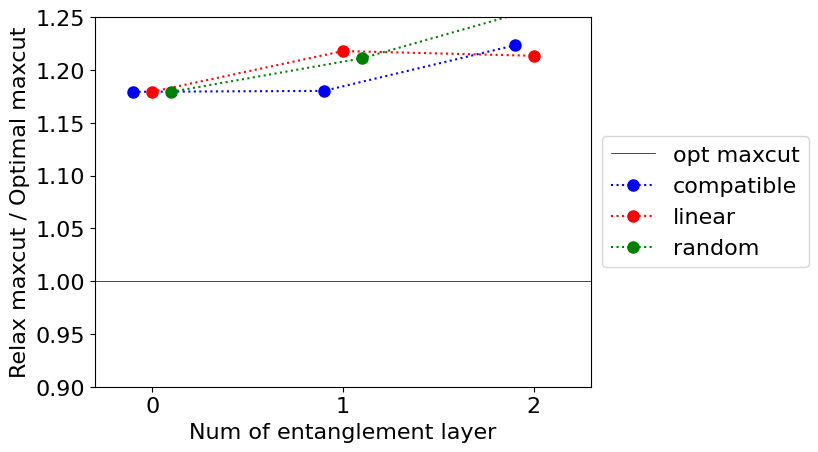 1.25
1.20
1.15
1.10
1.05
1.00
0.95
0.90
Relax maxcut / Optimal maxcut
0 1 2
Num of entanglement layer
opt maxcut
compatible
linear
random